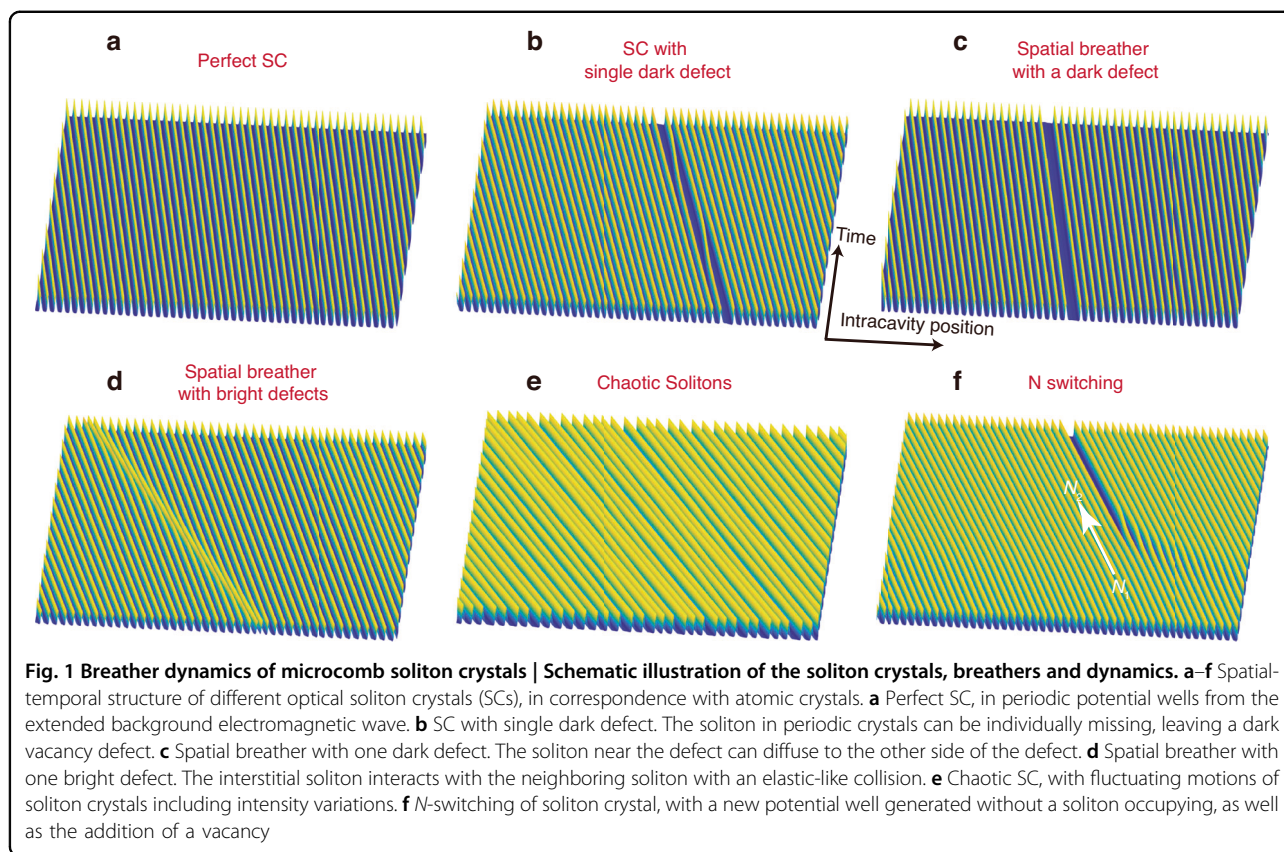 a
Perfect SC
b
SC with
single dark defect
c
Spatial breather
with a dark defect
Time
Intracavity position
d
Spatial breather
with bright defects
e
Chaotic Solitons
f
N switching
N₂
N₁
Fig. 1 Breather dynamics of microcomb soliton crystals | Schematic illustration of the soliton crystals, breathers and dynamics. a–f Spatial-
temporal structure of different optical soliton crystals (SCs), in correspondence with atomic crystals. a Perfect SC, in periodic potential wells from the
extended background electromagnetic wave. b SC with single dark defect. The soliton in periodic crystals can be individually missing, leaving a dark
vacancy defect. c Spatial breather with one dark defect. The soliton near the defect can diffuse to the other side of the defect. d Spatial breather with
one bright defect. The interstitial soliton interacts with the neighboring soliton with an elastic-like collision. e Chaotic SC, with fluctuating motions of
soliton crystals including intensity variations. f N-switching of soliton crystal, with a new potential well generated without a soliton occupying, as well
as the addition of a vacancy